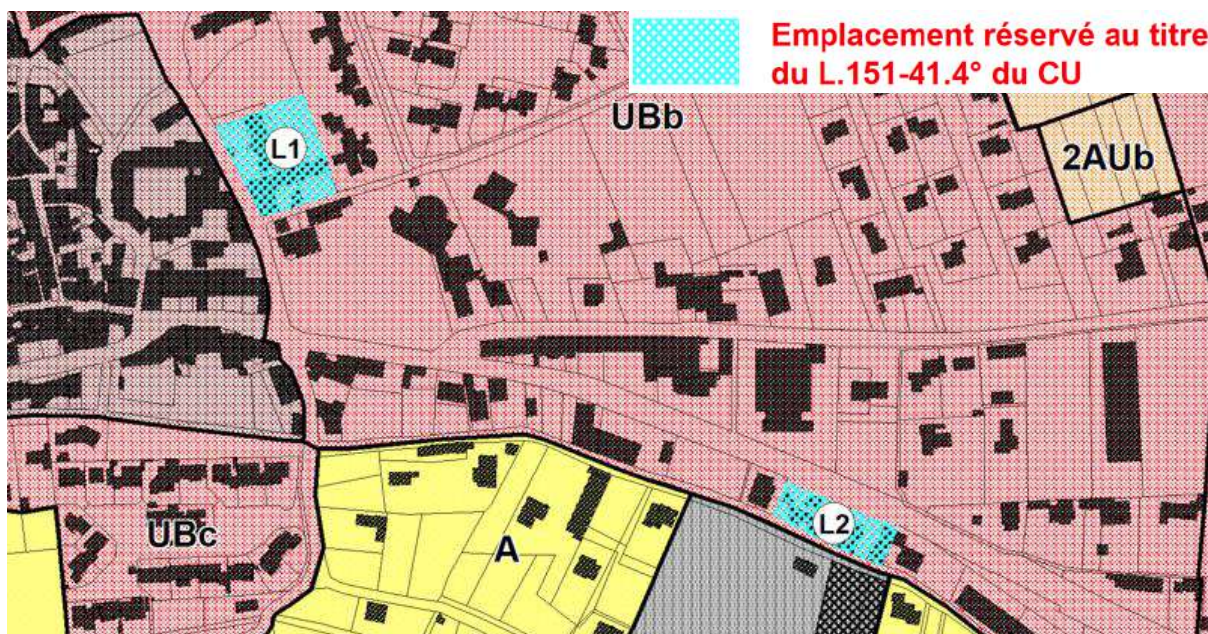 Emplacement réservé au titre
du L.151-41.4° du CU
UBb
L1
2AUb
L2
UBc
A